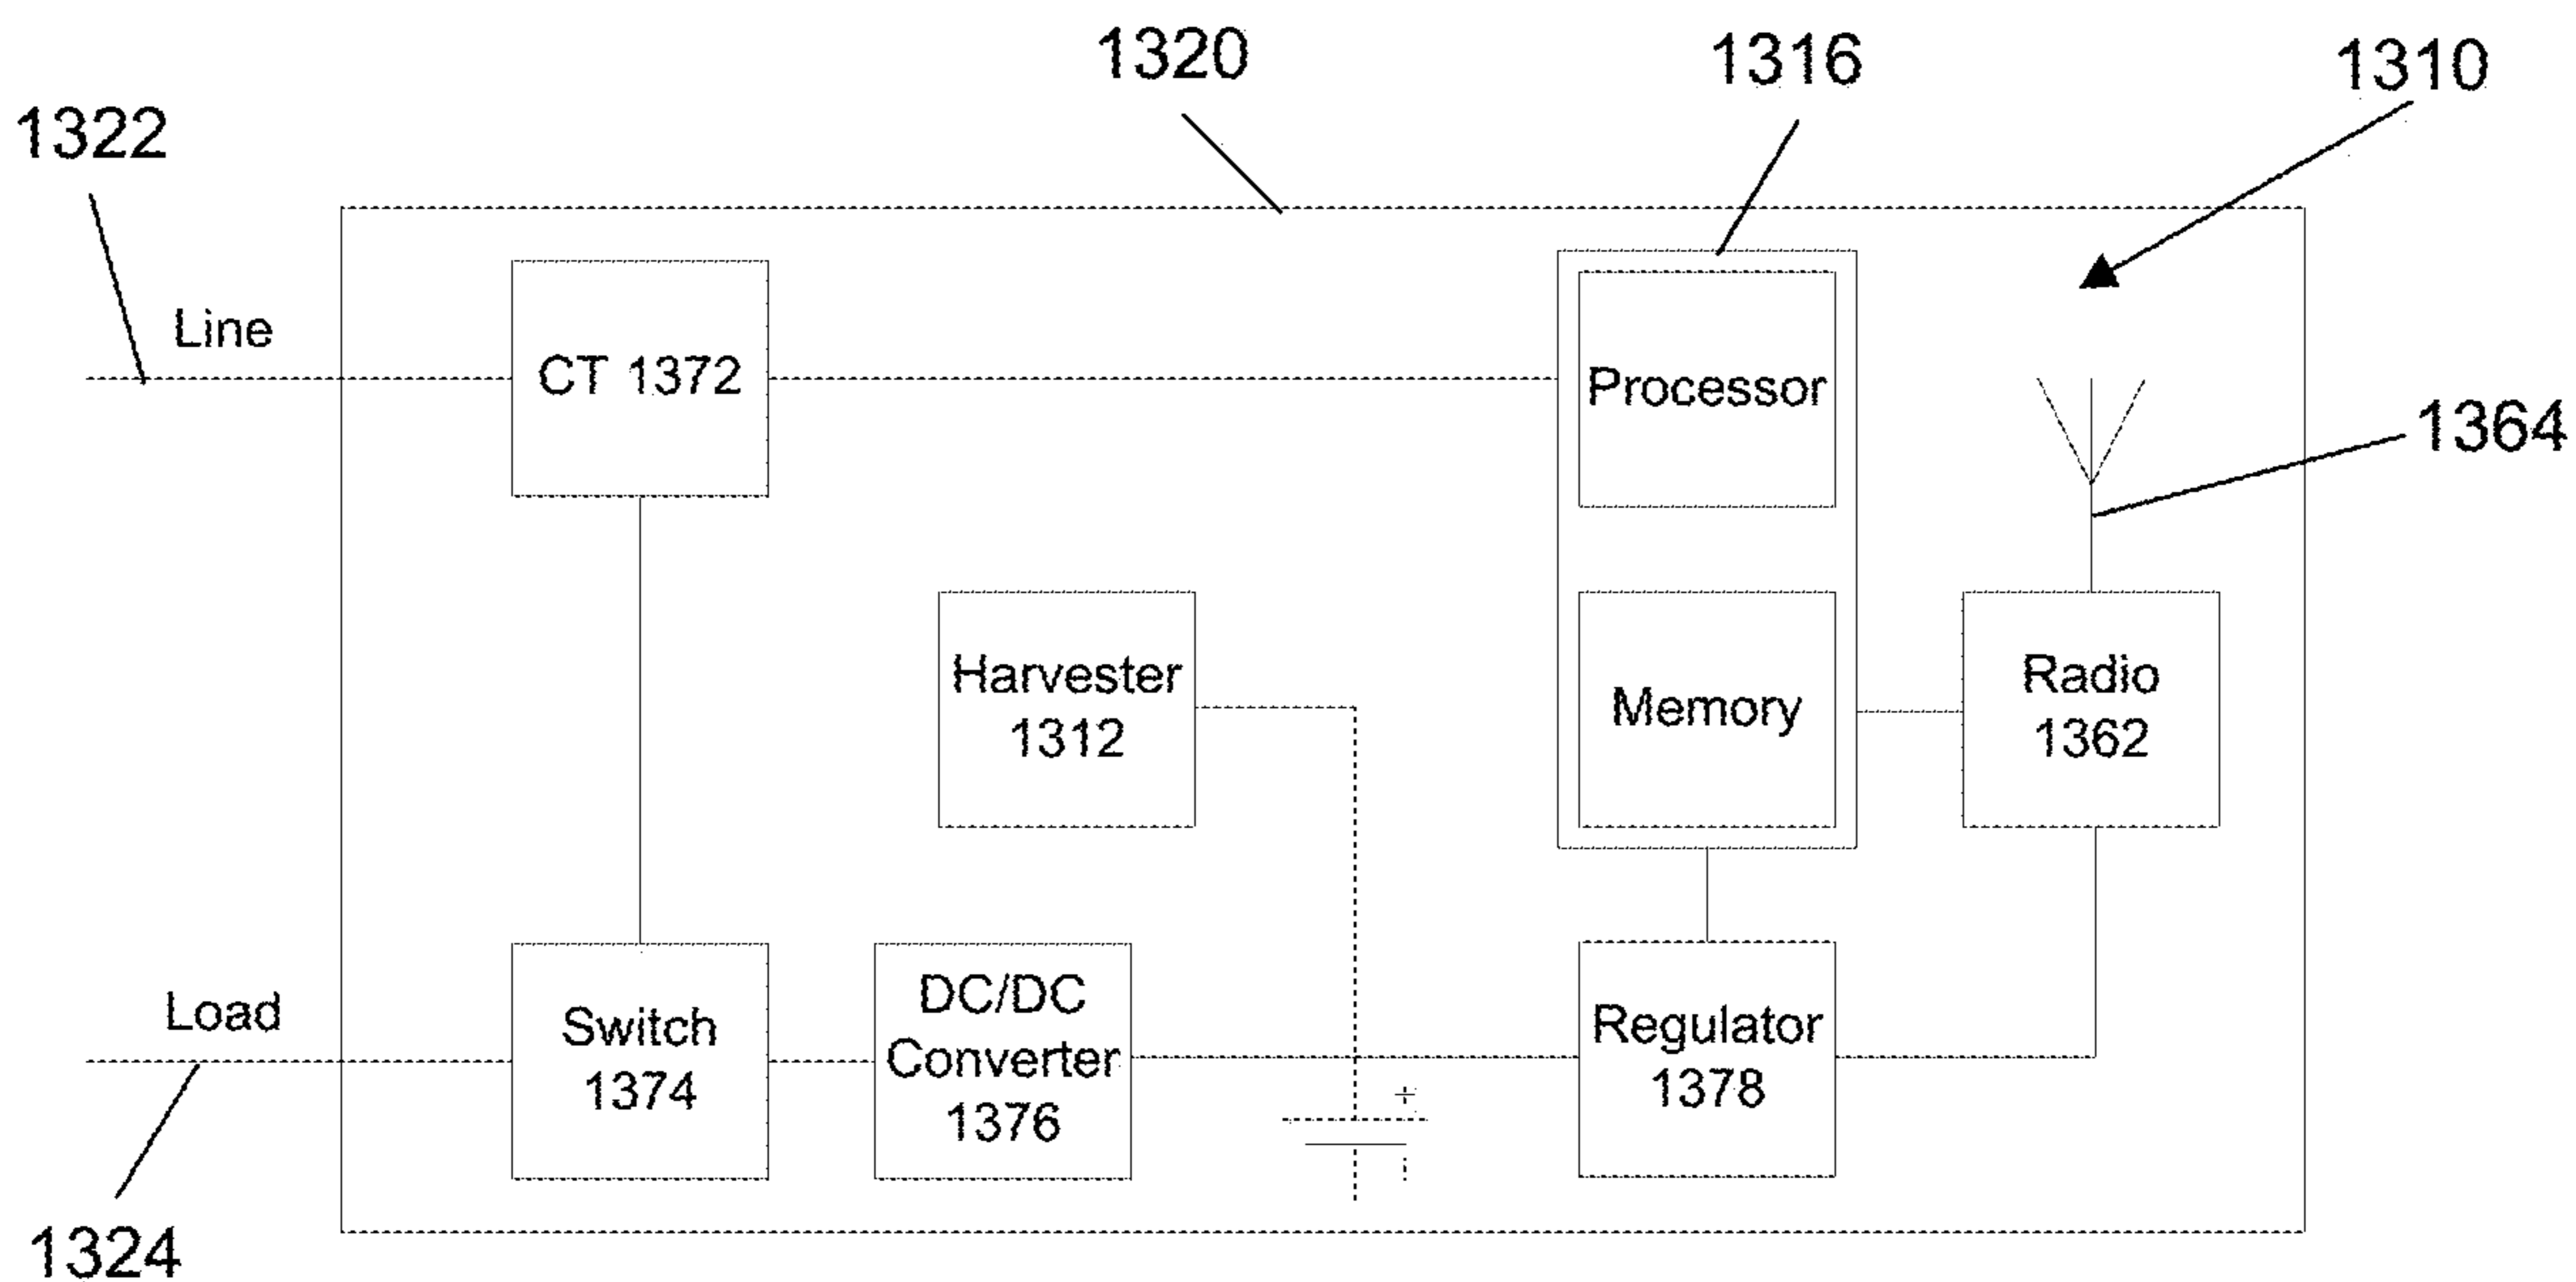 1320
1316
1310
1322
Line
CT 1372
Processor
1364
Harvester
1312
Memory
Radio
1362
Load
Switch
1374
DC/DC
Converter
1376
+
-
Regulator
1378
1324